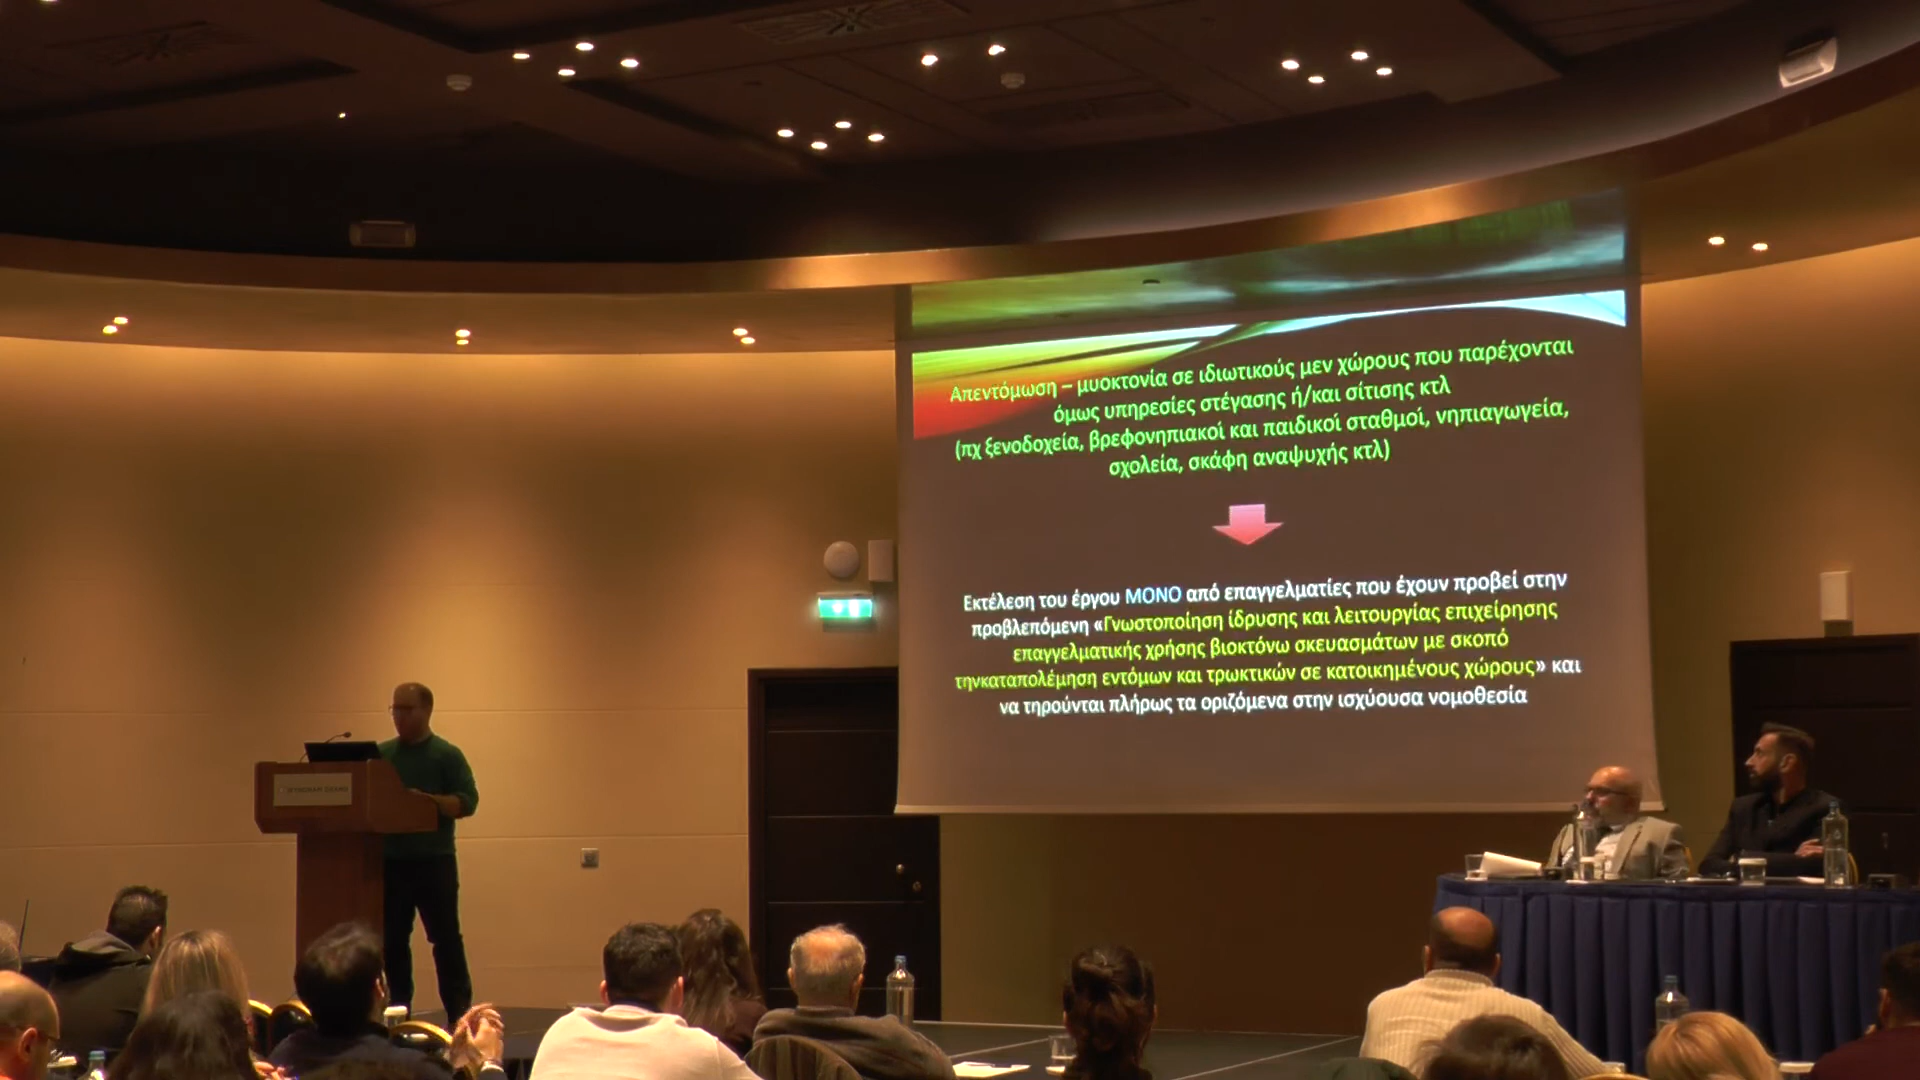 Απεντόμωση – μυοκτονία σε ιδιωτικούς μεν χώρους που παρέχονται
όμως υπηρεσίες στέγασης ή/και σίτισης κτλ
(πχ ξενοδοχεία, βρεφονηπιακοί και παιδικοί σταθμοί, νηπιαγωγεία,
σχολεία, σκάφη αναψυχής κτλ)
Εκτέλεση του έργου ΜΟΝΟ από επαγγελματίες που έχουν προβεί στην
προβλεπόμενη «Γνωστοποίηση ίδρυσης και λειτουργίας επιχείρησης
επαγγελματικής χρήσης βιοκτόνω σκευασμάτων με σκοπό
τηνκαταπολέμηση εντόμων και τρωκτικών σε κατοικημένους χώρους» και
να τηρούνται πλήρως τα οριζόμενα στην ισχύουσα νομοθεσία
WYNDHAM GRAND